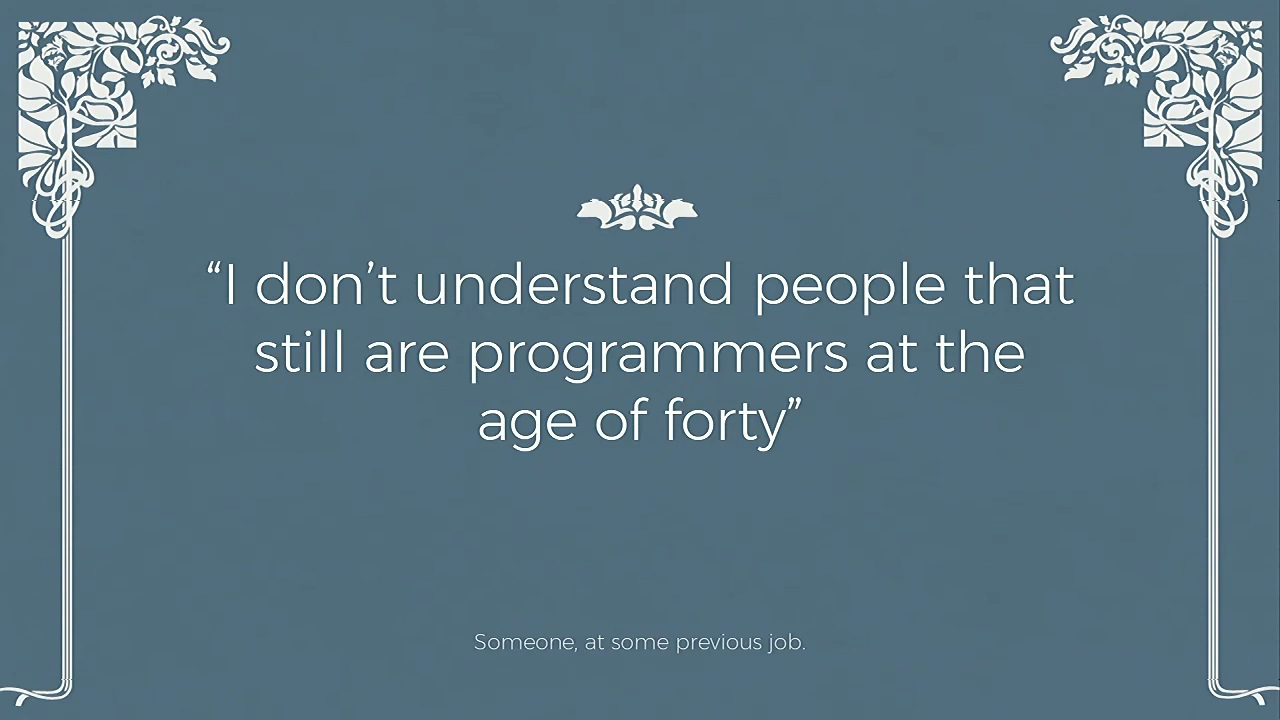 “I don’t understand people that
still are programmers at the
age of forty”
Someone, at some previous job.